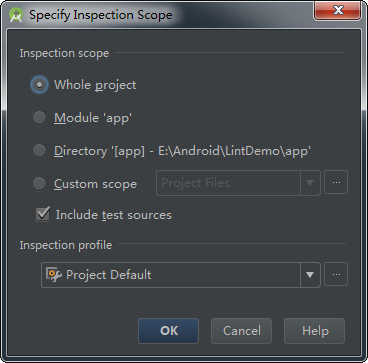 Specify Inspection Scope
Inspection scope
Whole project
Module 'app'
Directory '[app] - E:\Android\LintDemo\app'
Custom scope
Project Files
...
Include test sources
Inspection profile
Project Default
...
OK
Cancel
Help